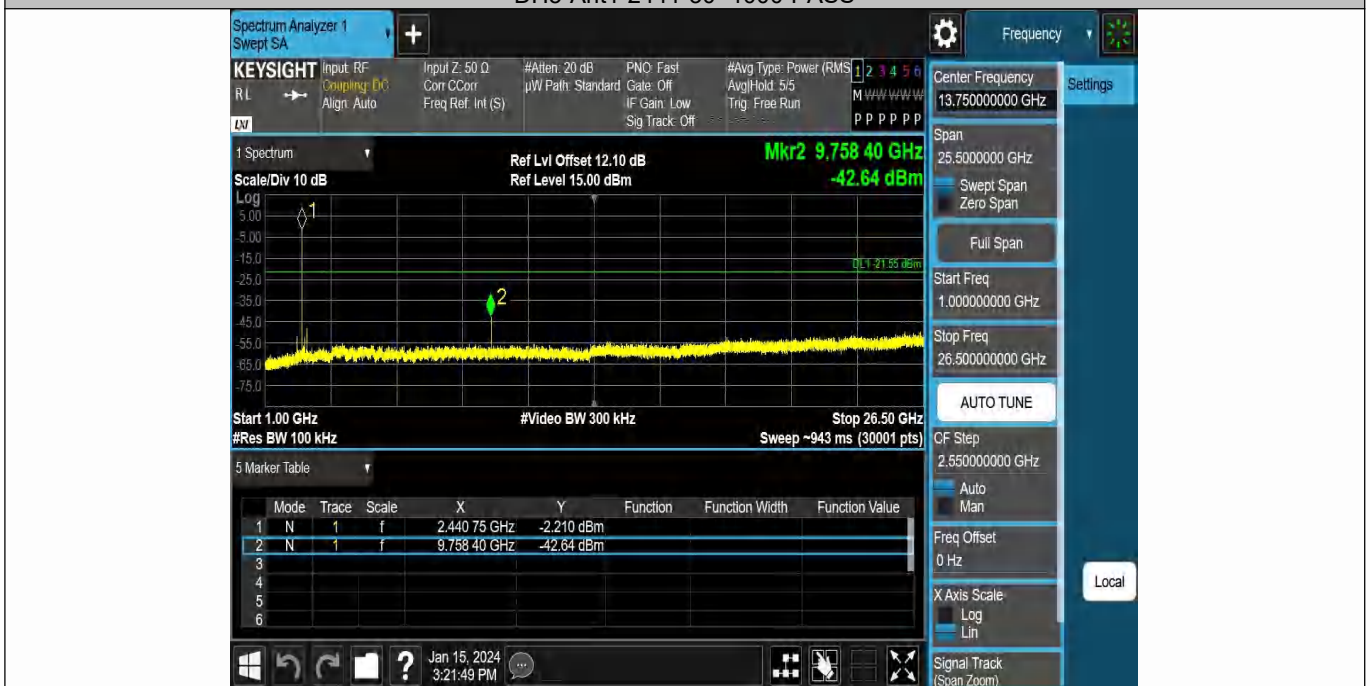 Spectrum Analyzer 1
Swept SA
+
Frequency
KEYSIGHT
RL
LXI
Input: RF
Coupling: DC
Align: Auto
Input Z: 50 Ω
Corr CCorr
Freq Ref: Int (S)
#Atten: 20 dB
µW Path: Standard
PNO: Fast
Gate: Off
IF Gain: Low
Sig Track: Off
#Avg Type: Power (RMS
Avg|Hold: 5/5
Trig: Free Run
1 2 3 4 5 6
M W W W W W
P P P P P P
1 Spectrum
Scale/Div 10 dB
Ref Lvl Offset 12.10 dB
Ref Level 15.00 dBm
Mkr2 9.758 40 GHz
-42.64 dBm
Log
5.00
-5.00
-15.0
-25.0
-35.0
-45.0
-55.0
-65.0
-75.0
1
2
DL1 -21.55 dBm
Start 1.00 GHz
#Res BW 100 kHz
#Video BW 300 kHz
Stop 26.50 GHz
Sweep ~943 ms (30001 pts)
5 Marker Table
Mode Trace Scale X Y Function Function Width Function Value
1 N 1 f 2.440 75 GHz -2.210 dBm
2 N 1 f 9.758 40 GHz -42.64 dBm
3
4
5
6
Jan 15, 2024
3:21:49 PM
Center Frequency
13.750000000 GHz
Settings
Span
25.5000000 GHz
Swept Span
Zero Span
Full Span
Start Freq
1.000000000 GHz
Stop Freq
26.500000000 GHz
AUTO TUNE
CF Step
2.550000000 GHz
Auto
Man
Freq Offset
0 Hz
X Axis Scale
Log
Lin
Local
Signal Track
(Span Zoom)